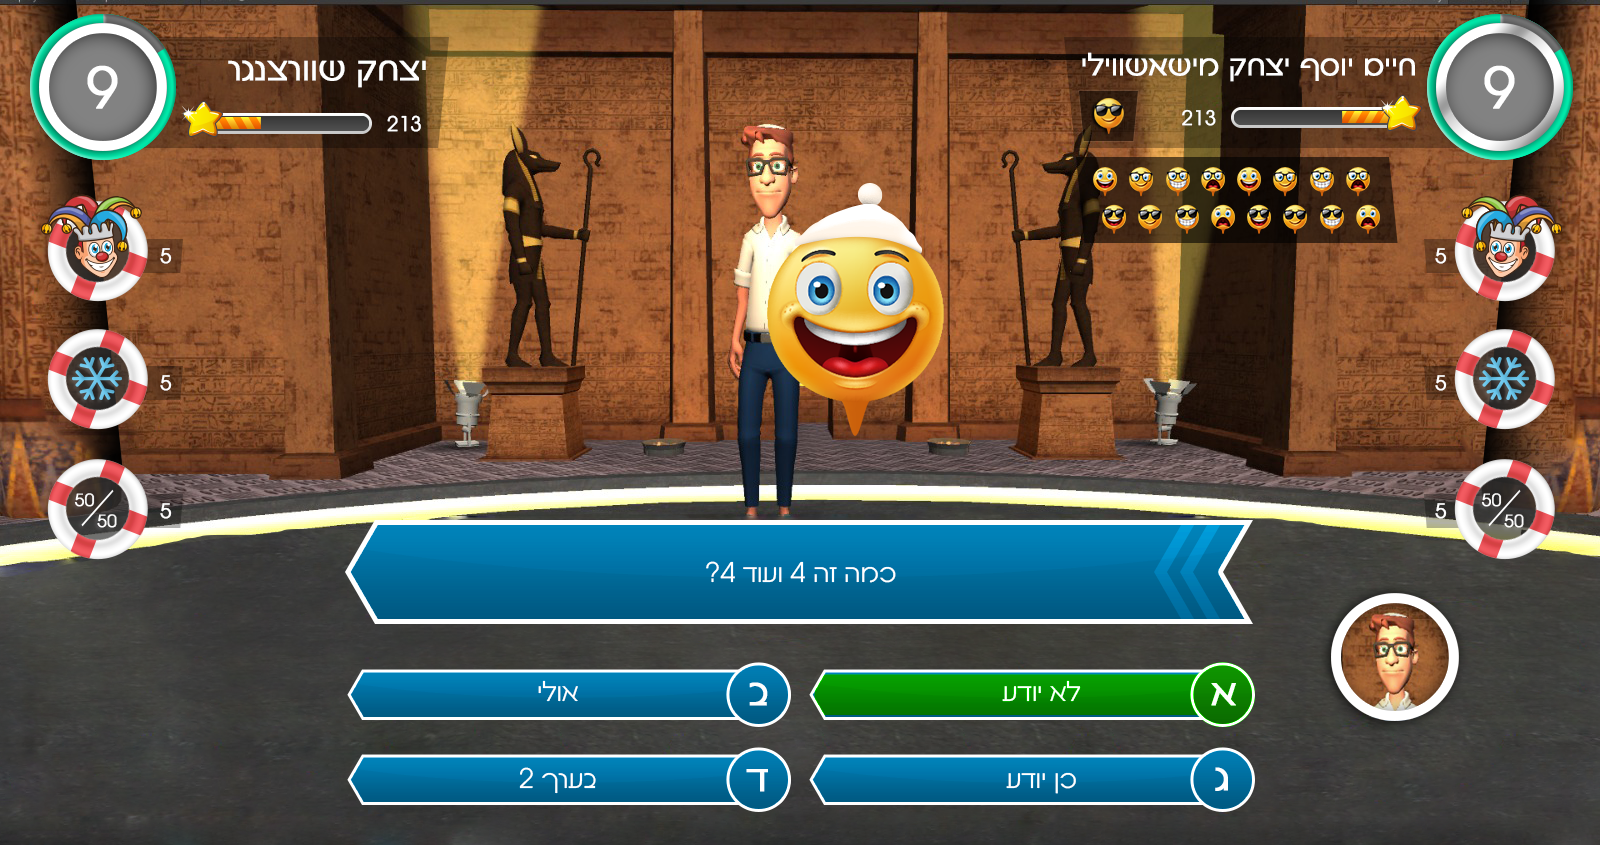 חיים יוסף יצחק מישאשווילי
9
213
יצחק שוורצנגר
9
213
5
5
50/50
5
5
5
50/50
5
כמה זה 4 ועוד 4?
א
לא יודע
ב
אולי
ג
כן יודע
ד
בערך 2